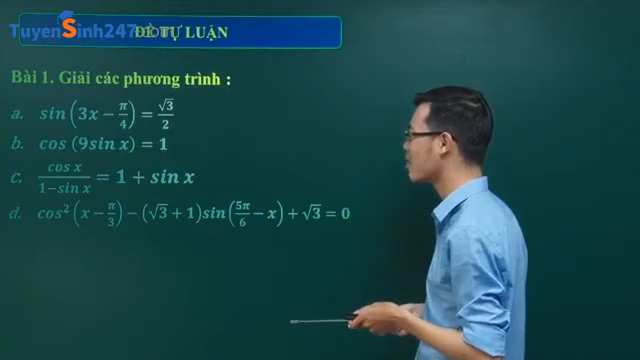 TuyenSinh247.com
ĐỀ TỰ LUẬN
Bài 1. Giải các phương trình :
a. sin(3x − π/4) = √3/2
b. cos (9sin x) = 1
c. cos x/(1−sin x) = 1 + sin x
d. cos²(x − π/3) − (√3 + 1)sin(5π/6 − x) + √3 = 0